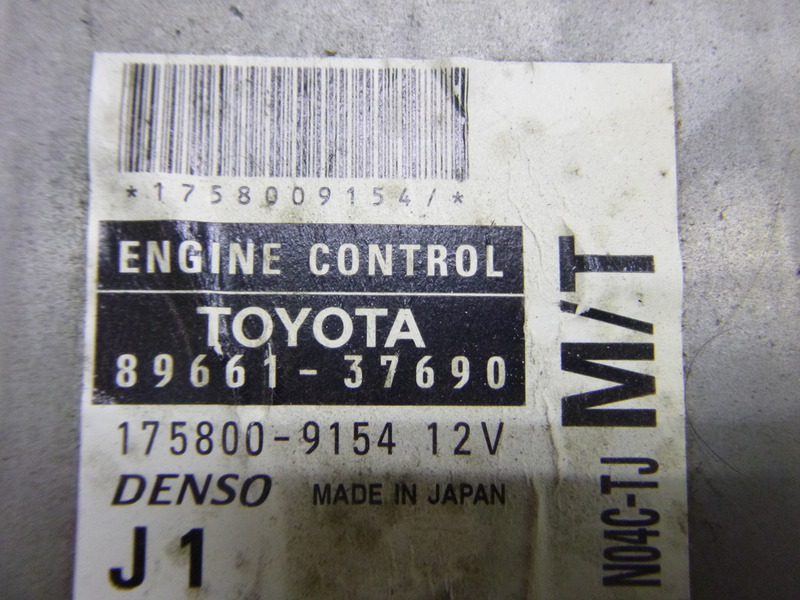 *1758009154/*
ENGINE CONTROL
TOYOTA
89661-37690
175800-9154 12V
DENSO MADE IN JAPAN
J1
M/T
N04C-TJ